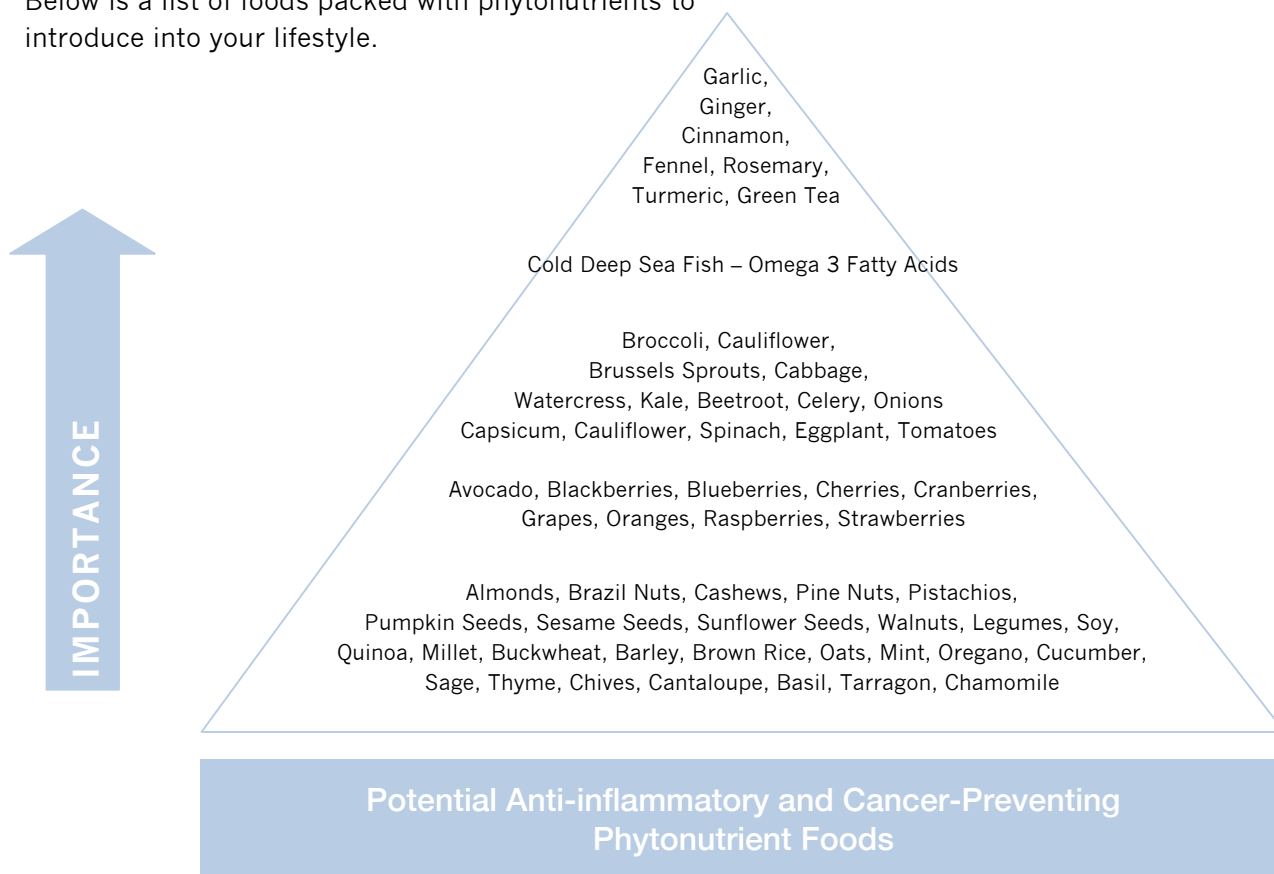 Below is a list of foods packed with phytonutrients to
introduce into your lifestyle.
Garlic,
Ginger,
Cinnamon,
Fennel, Rosemary,
Turmeric, Green Tea
Cold Deep Sea Fish – Omega 3 Fatty Acids
Broccoli, Cauliflower,
Brussels Sprouts, Cabbage,
Watercress, Kale, Beetroot, Celery, Onions
Capsicum, Cauliflower, Spinach, Eggplant, Tomatoes
Avocado, Blackberries, Blueberries, Cherries, Cranberries,
Grapes, Oranges, Raspberries, Strawberries
Almonds, Brazil Nuts, Cashews, Pine Nuts, Pistachios,
Pumpkin Seeds, Sesame Seeds, Sunflower Seeds, Walnuts, Legumes, Soy,
Quinoa, Millet, Buckwheat, Barley, Brown Rice, Oats, Mint, Oregano, Cucumber,
Sage, Thyme, Chives, Cantaloupe, Basil, Tarragon, Chamomile
IMPORTANCE
Potential Anti-inflammatory and Cancer-Preventing
Phytonutrient Foods